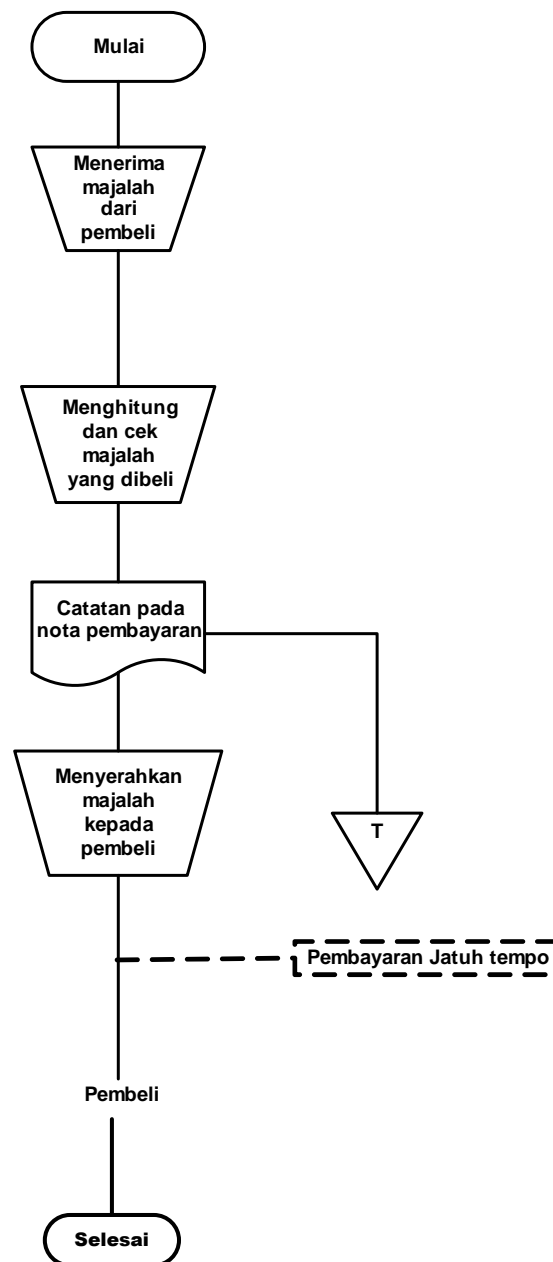 Mulai
Menerima
majalah
dari
pembeli
Menghitung
dan cek
majalah
yang dibeli
Catatan pada
nota pembayaran
Menyerahkan
majalah
kepada
pembeli
T
Pembayaran Jatuh tempo
Pembeli
Selesai